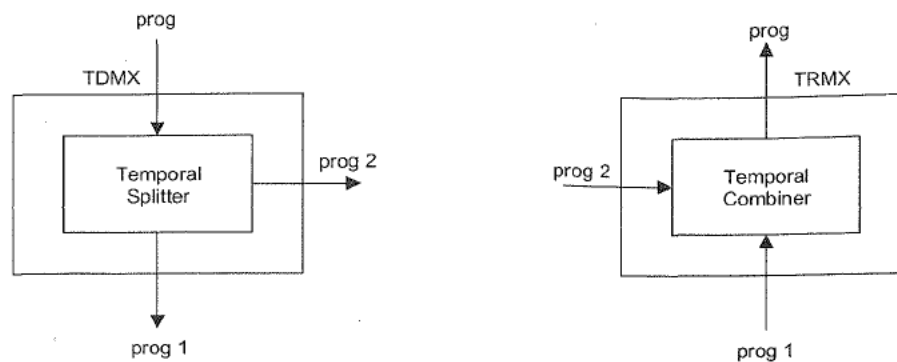 prog
TDMX
Temporal
Splitter
prog 2
prog 1
prog
TRMX
prog 2
Temporal
Combiner
prog 1